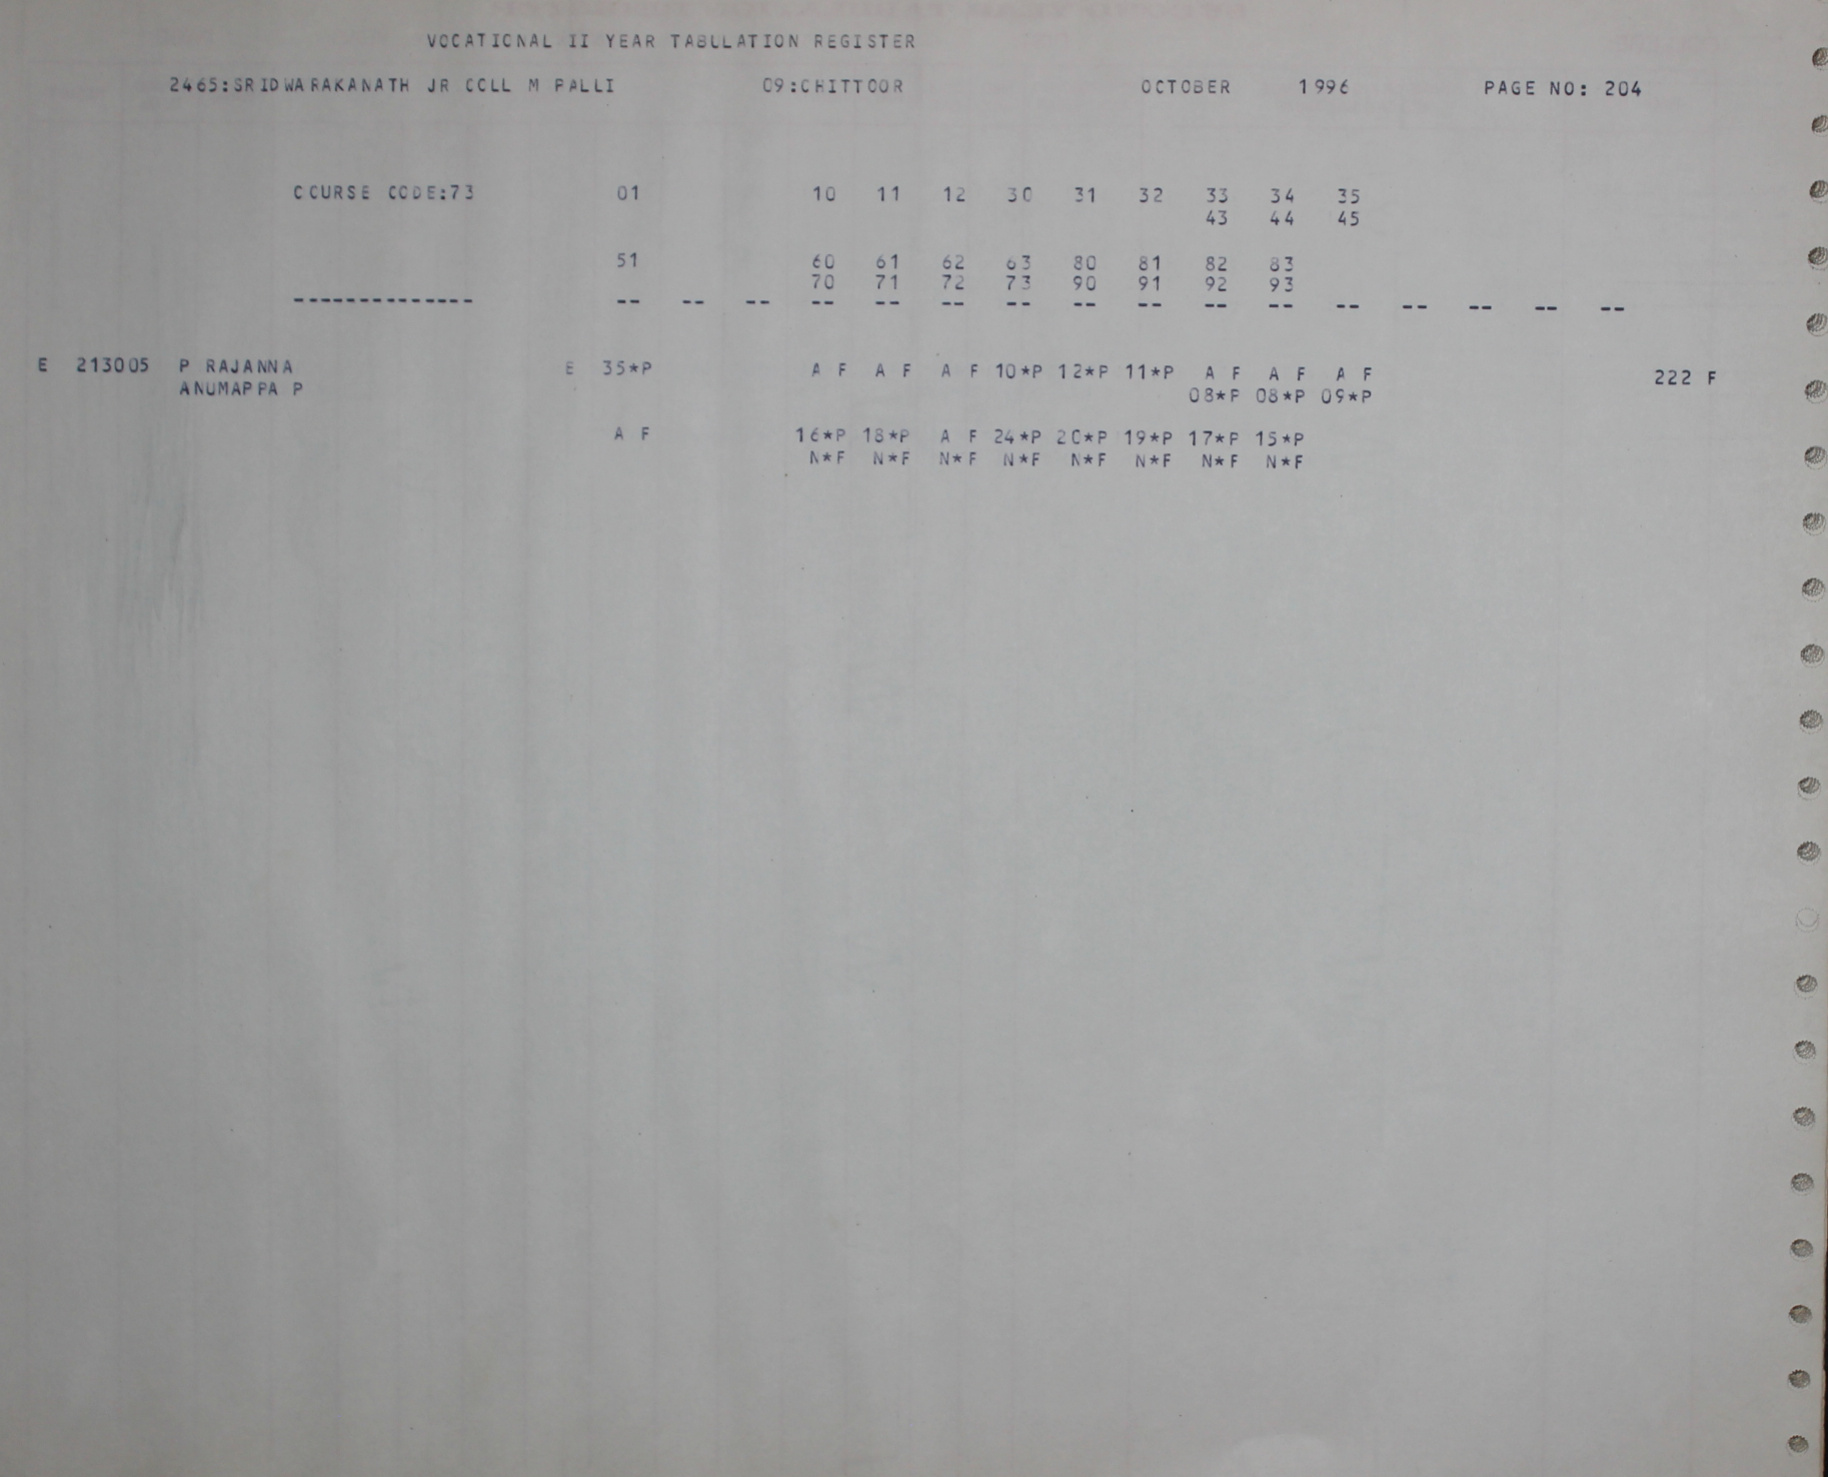 VOCATIONAL II YEAR TABULATION REGISTER
2465:SRIDWARAKANATH JR COLL M PALLI 09:CHITTOOR OCTOBER 1996 PAGE NO: 204
COURSE CODE:73 01 10 11 12 30 31 32 33 34 35
43 44 45
51 60 61 62 63 80 81 82 83
70 71 72 73 90 91 92 93
-------------- -- -- -- -- -- -- -- -- -- -- -- -- -- -- -- --
E 213005 P RAJANNA E 35*P A F A F A F 10*P 12*P 11*P A F A F A F 222 F
ANUMAPPA P 08*P 08*P 09*P
A F 16*P 18*P A F 24*P 20*P 19*P 17*P 15*P
N*F N*F N*F N*F N*F N*F N*F N*F